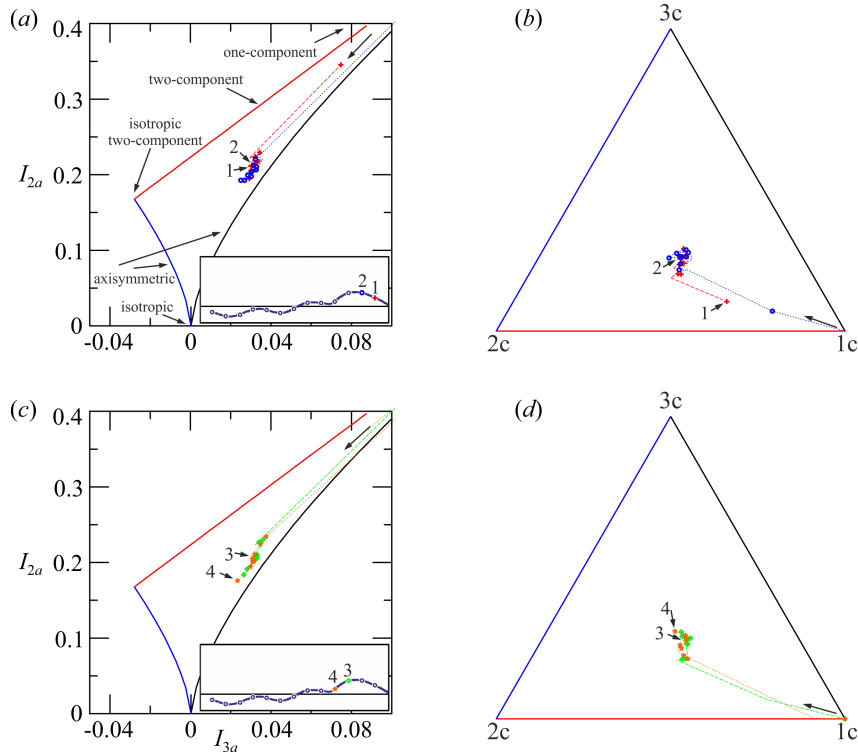 (a)
0.4
one-component
two-component
0.3
isotropic
two-component
2
I2a
0.2
1
0.1
axisymmetric
2
1
isotropic
0
-0.04
0
0.04
0.08
(b)
3c
2
1
2c
1c
(c)
0.4
0.3
3
I2a
0.2
4
0.1
4
3
0
-0.04
0
0.04
0.08
I3a
(d)
3c
4
3
2c
1c